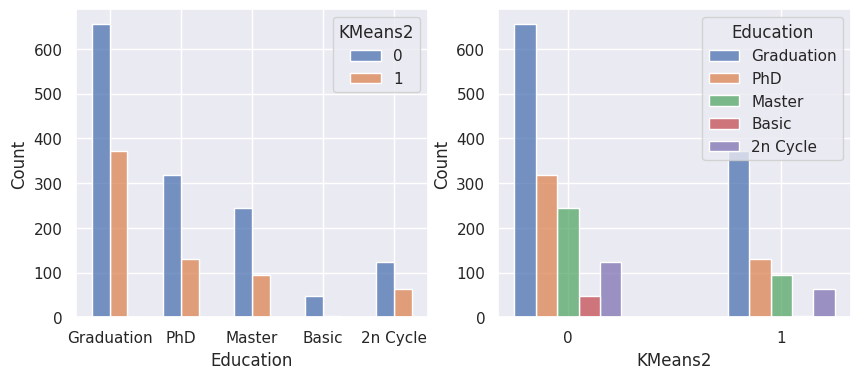 KMeans2
0
1
600
500
400
300
200
100
0
Count
Graduation PhD Master Basic 2n Cycle
Education
Education
Graduation
PhD
Master
Basic
2n Cycle
600
500
400
300
200
100
0
Count
0 1
KMeans2